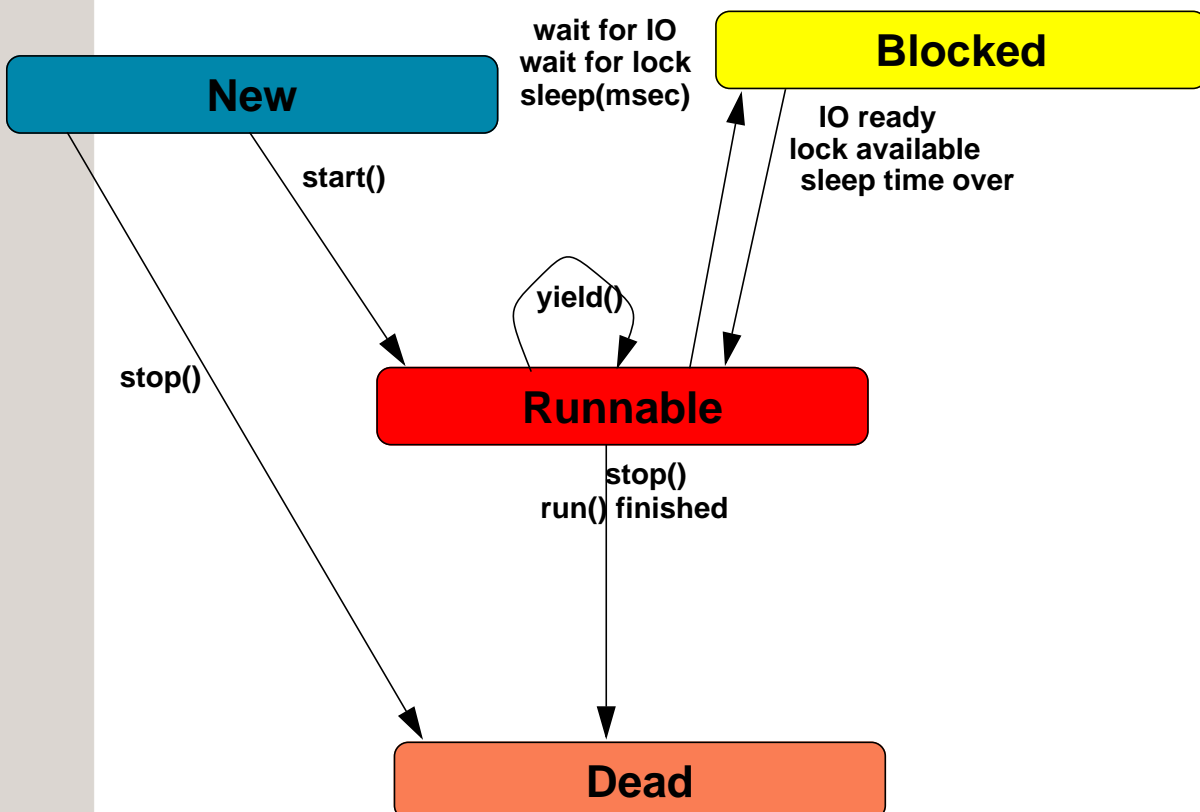 wait for IO
wait for lock
sleep(msec)
Blocked
New
IO ready
lock available
sleep time over
start()
yield()
stop()
Runnable
stop()
run() finished
Dead